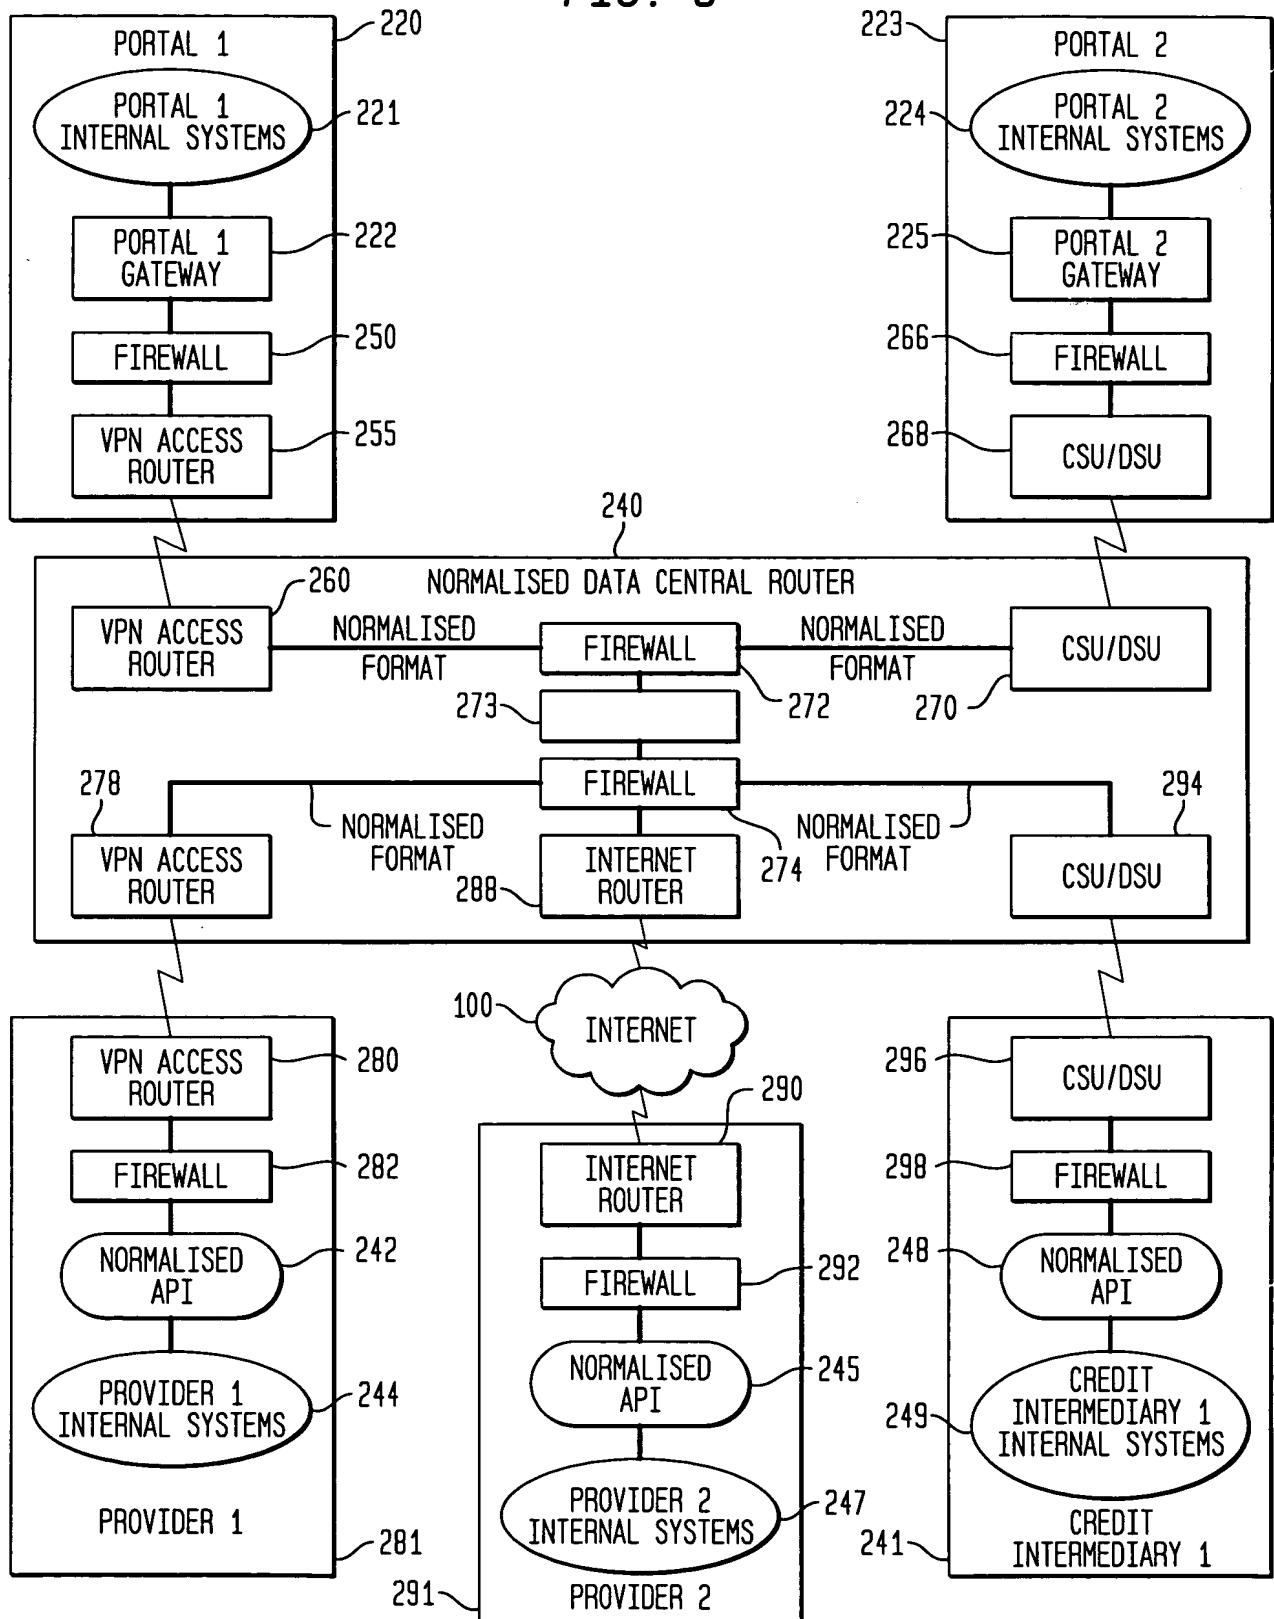 220
PORTAL 1
PORTAL 1
INTERNAL SYSTEMS
221
PORTAL 1
GATEWAY
222
FIREWALL
250
VPN ACCESS
ROUTER
255
223
PORTAL 2
PORTAL 2
INTERNAL SYSTEMS
224
PORTAL 2
GATEWAY
225
FIREWALL
266
CSU/DSU
268
240
NORMALISED DATA CENTRAL ROUTER
VPN ACCESS
ROUTER
260
NORMALISED
FORMAT
FIREWALL
272
NORMALISED
FORMAT
CSU/DSU
270
273
FIREWALL
274
278
VPN ACCESS
ROUTER
NORMALISED
FORMAT
INTERNET
ROUTER
288
NORMALISED
FORMAT
294
CSU/DSU
100
INTERNET
VPN ACCESS
ROUTER
280
FIREWALL
282
NORMALISED
API
242
PROVIDER 1
INTERNAL SYSTEMS
244
PROVIDER 1
281
290
INTERNET
ROUTER
FIREWALL
292
NORMALISED
API
245
PROVIDER 2
INTERNAL SYSTEMS
247
PROVIDER 2
291
296
CSU/DSU
298
FIREWALL
248
NORMALISED
API
249
CREDIT
INTERMEDIARY 1
INTERNAL SYSTEMS
CREDIT
INTERMEDIARY 1
241